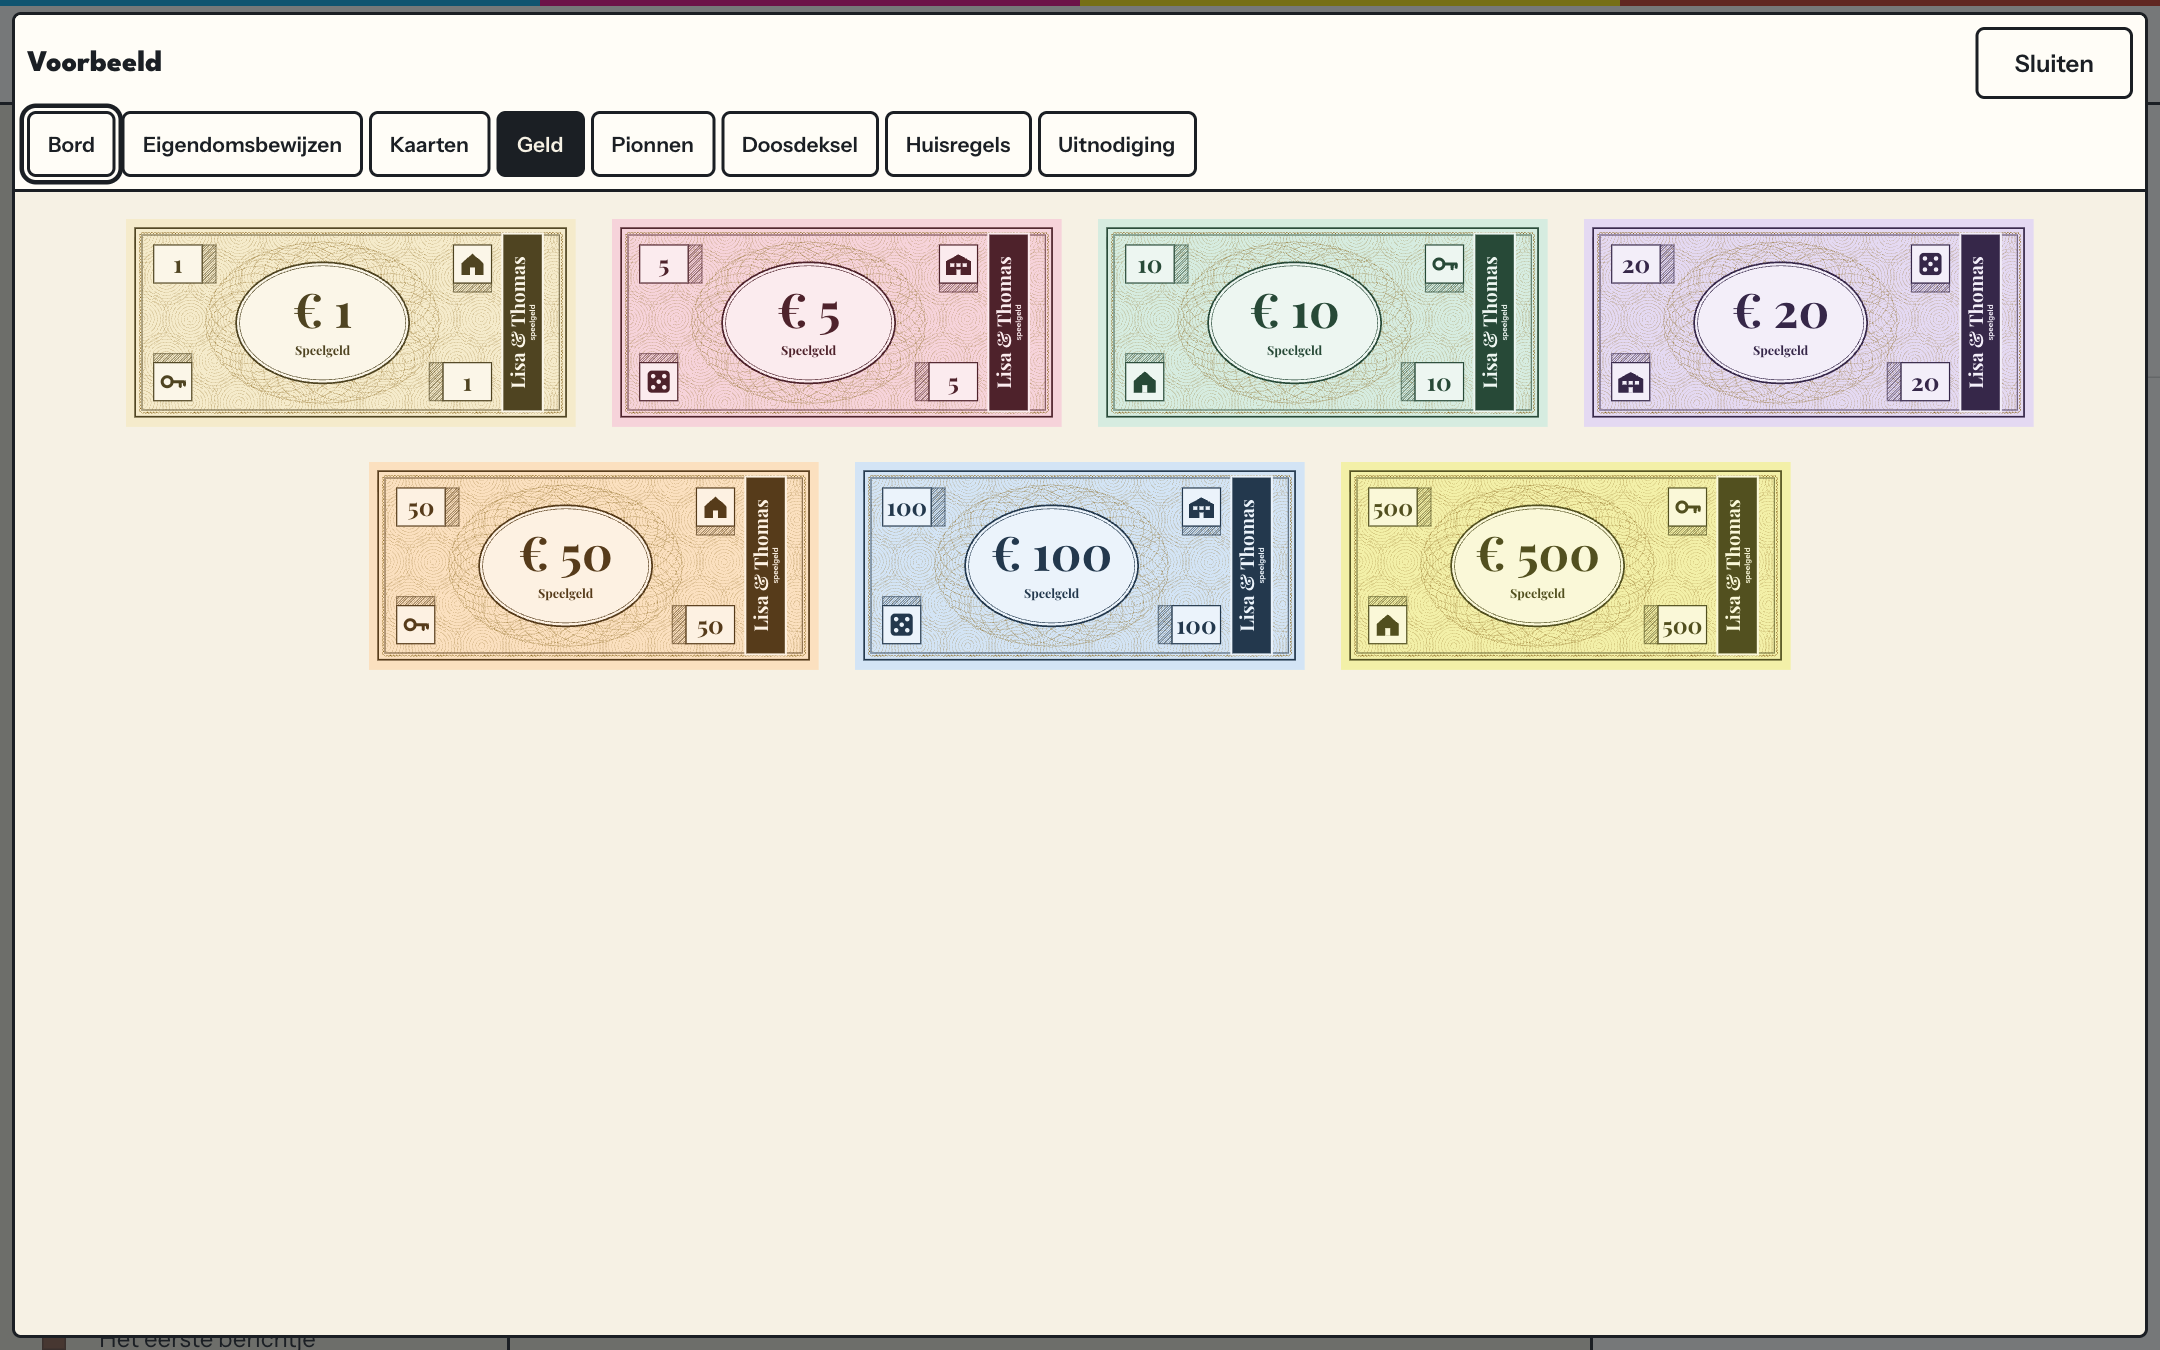 Voorbeeld
Sluiten
Bord
Eigendomsbewijzen
Kaarten
Geld
Pionnen
Doosdeksel
Huisregels
Uitnodiging
1
€ 1
Speelgeld
1
Lisa & Thomas
speelgeld
5
€ 5
Speelgeld
5
Lisa & Thomas
speelgeld
10
€ 10
Speelgeld
10
Lisa & Thomas
speelgeld
20
€ 20
Speelgeld
20
Lisa & Thomas
speelgeld
50
€ 50
Speelgeld
50
Lisa & Thomas
speelgeld
100
€ 100
Speelgeld
100
Lisa & Thomas
speelgeld
500
€ 500
Speelgeld
500
Lisa & Thomas
speelgeld
Het eerste berichtje